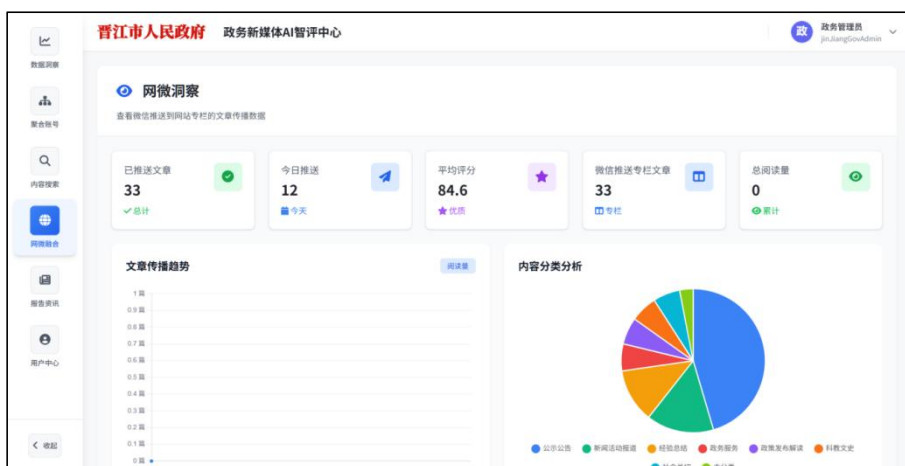 晋江市人民政府 政务新媒体AI智评中心
政 政务管理员
jinJiangGovAdmin
数据洞察
聚合账号
内容搜索
网微融合
报告资讯
用户中心
收起
网微洞察
查看微信推送到网站专栏的文章传播数据
已推送文章
33
总计
今日推送
12
今天
平均评分
84.6
优质
微信推送专栏文章
33
专栏
总阅读量
0
累计
文章传播趋势
阅读量
1 篇
0.9 篇
0.8 篇
0.7 篇
0.6 篇
0.5 篇
0.4 篇
0.3 篇
0.2 篇
0.1 篇
0 篇
内容分类分析
公示公告 新闻活动报道 经验总结 政务服务 政策发布解读 科教文史